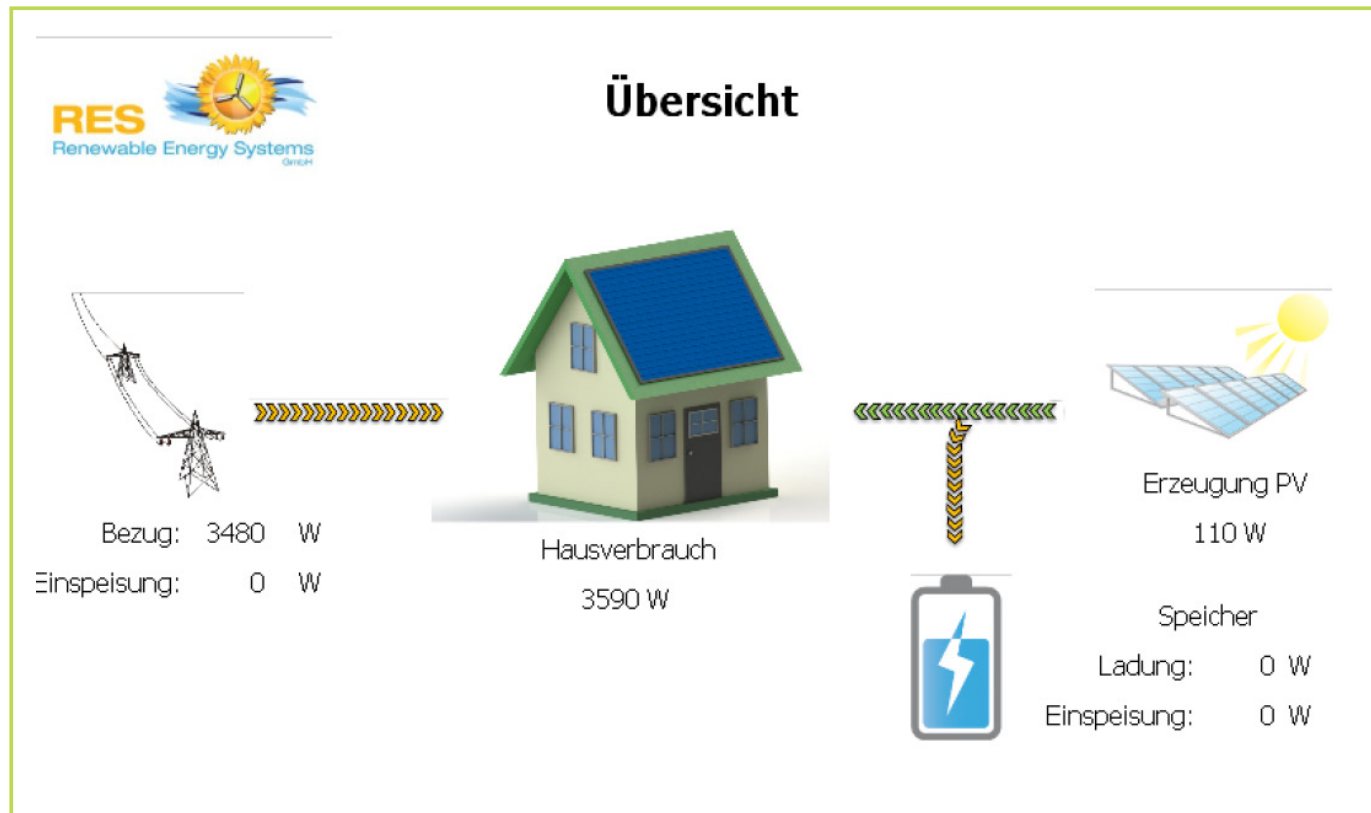 RES
Renewable Energy Systems
GmbH
Übersicht
Bezug: 3480 W
Einspeisung: 0 W
Hausverbrauch
3590 W
Erzeugung PV
110 W
Speicher
Ladung: 0 W
Einspeisung: 0 W